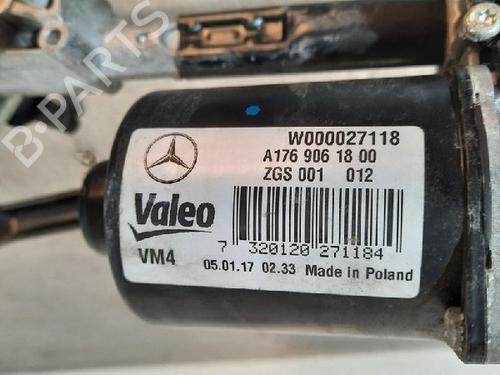 B-PARTS
W000027118
A176 906 18 00
ZGS 001 012
Valeo
VM4
7 320120 271184
05.01.17 02.33 Made in Poland